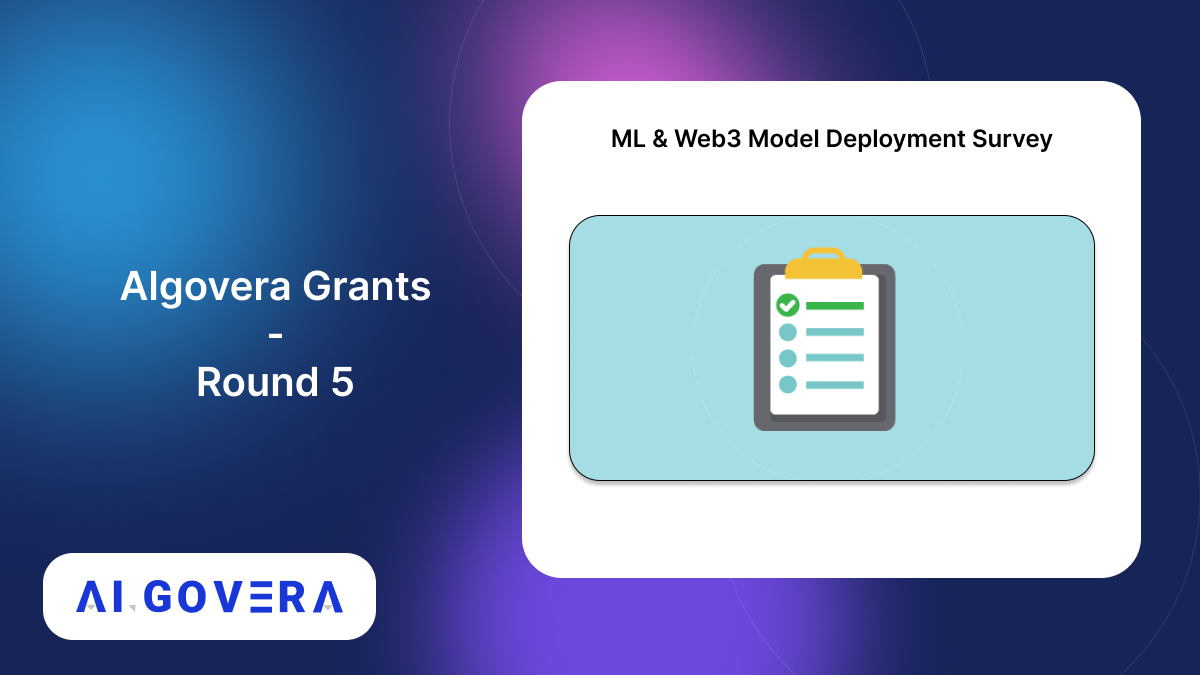 Algovera Grants
-
Round 5
ML & Web3 Model Deployment Survey
ALGOVERA